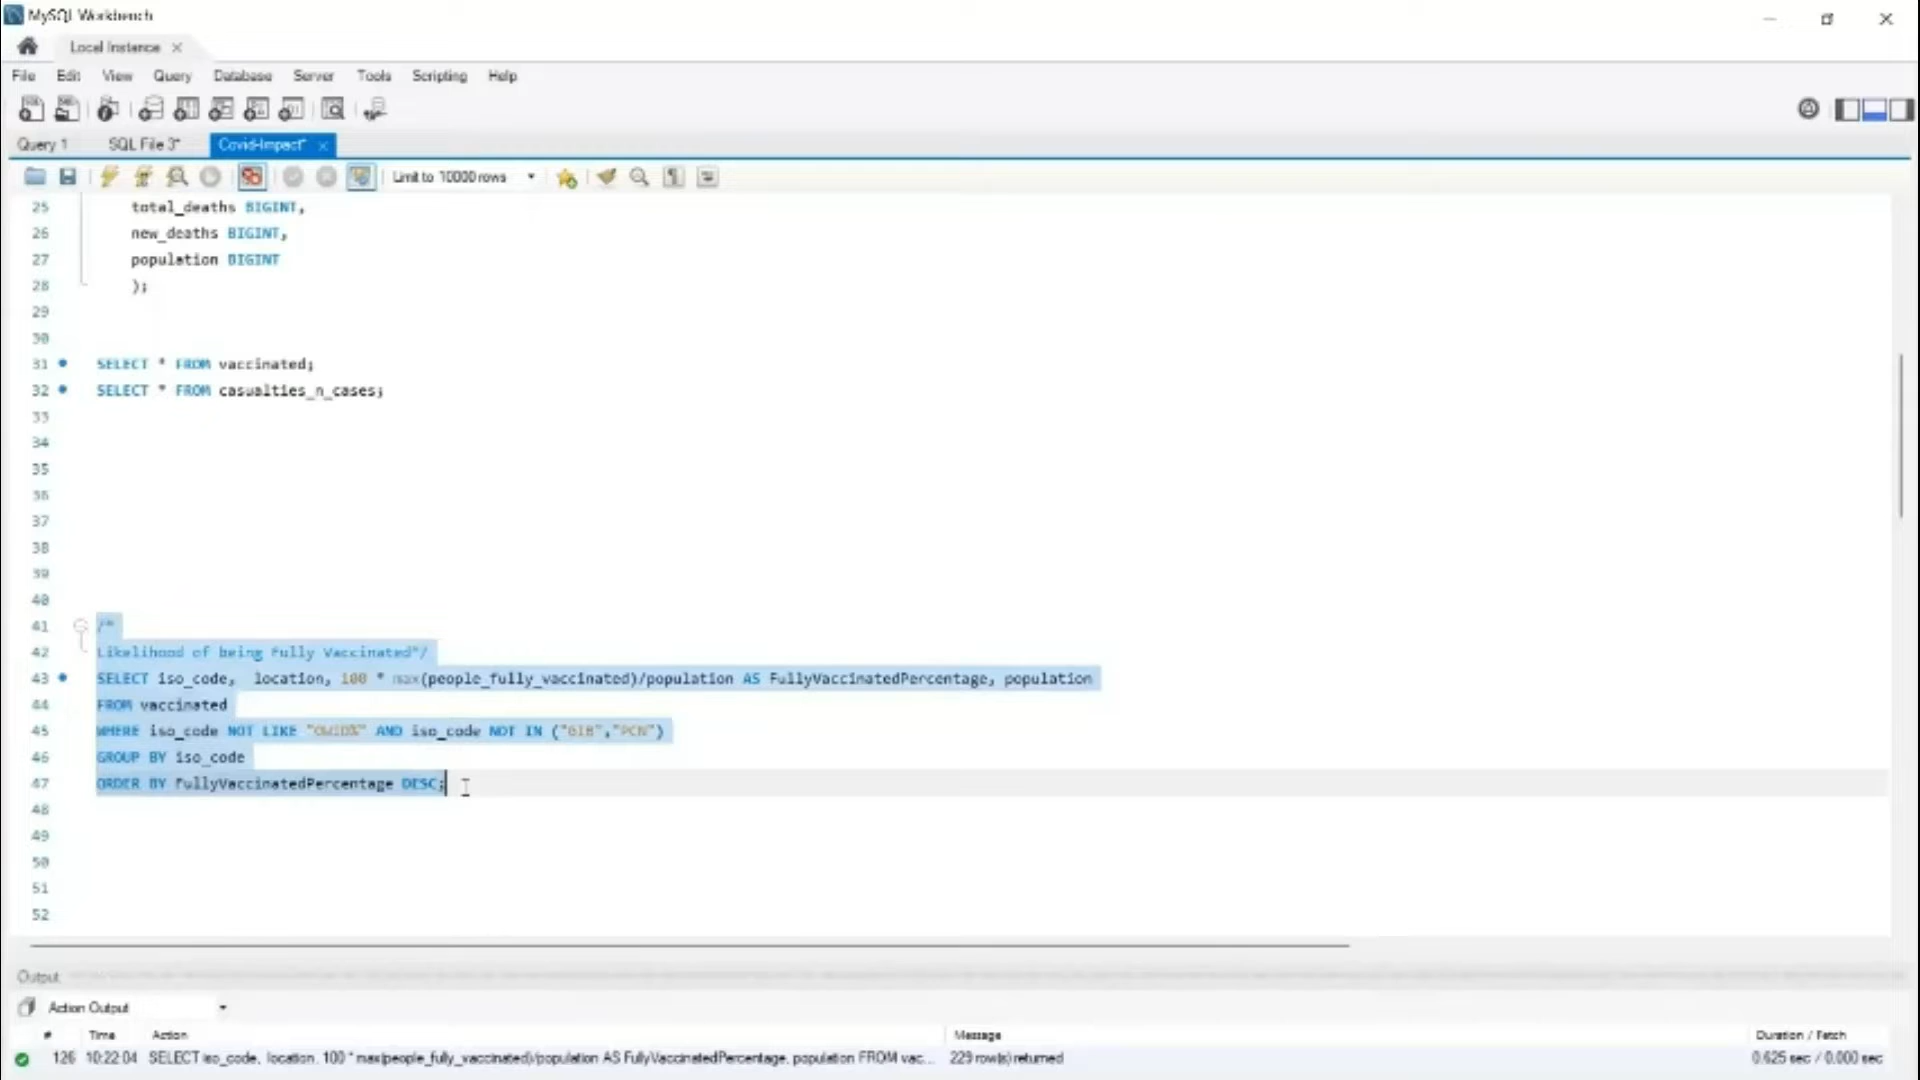 MySQL Workbench
Local Instance
File Edit View Query Database Server Tools Scripting Help
Query 1 SQL File 3* Covid-Impact*
Limit to 10000 rows
25 total_deaths BIGINT,
26 new_deaths BIGINT,
27 population BIGINT
28 );
29
30
31 SELECT * FROM vaccinated;
32 SELECT * FROM casualties_n_cases;
33
34
35
36
37
38
39
40
41 /*
42 Likelihood of being Fully Vaccinated*/
43 SELECT iso_code, location, 100 * max(people_fully_vaccinated)/population AS FullyVaccinatedPercentage, population
44 FROM vaccinated
45 WHERE iso_code NOT LIKE "OWID%" AND iso_code NOT IN ("GIB","PCN")
46 GROUP BY iso_code
47 ORDER BY FullyVaccinatedPercentage DESC;
48
49
50
51
52
Output
Action Output
# Time Action Message Duration / Fetch
126 10:22:04 SELECT iso_code, location, 100 * max(people_fully_vaccinated)/population AS FullyVaccinatedPercentage, population FROM vac... 229 row(s) returned 0.625 sec / 0.000 sec